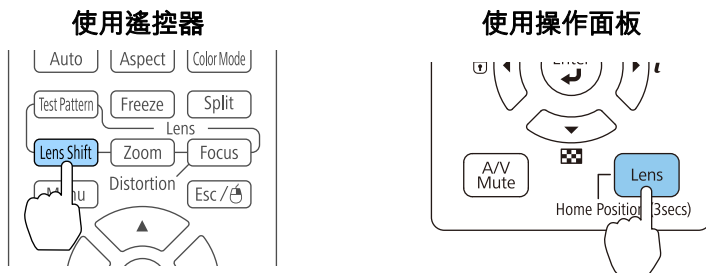 使用遙控器
Auto Aspect Color Mode
Test Pattern Freeze Split
Lens
Lens Shift Zoom Focus
Distortion
Esc /
使用操作面板
A/V
Mute
Lens
Home Position (3secs)